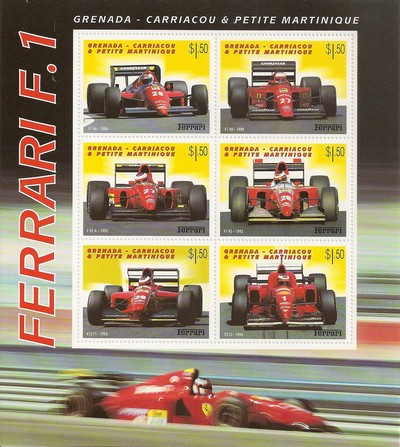 GRENADA - CARRIACOU & PETITE MARTINIQUE
FERRARI F.1
GRENADA - CARRIACOU
& PETITE MARTINIQUE
$1.50
Ferrari
GRENADA - CARRIACOU
& PETITE MARTINIQUE
$1.50
Ferrari
GRENADA - CARRIACOU
& PETITE MARTINIQUE
$1.50
Ferrari
GRENADA - CARRIACOU
& PETITE MARTINIQUE
$1.50
Ferrari
GRENADA - CARRIACOU
& PETITE MARTINIQUE
$1.50
Ferrari
GRENADA - CARRIACOU
& PETITE MARTINIQUE
$1.50
Ferrari